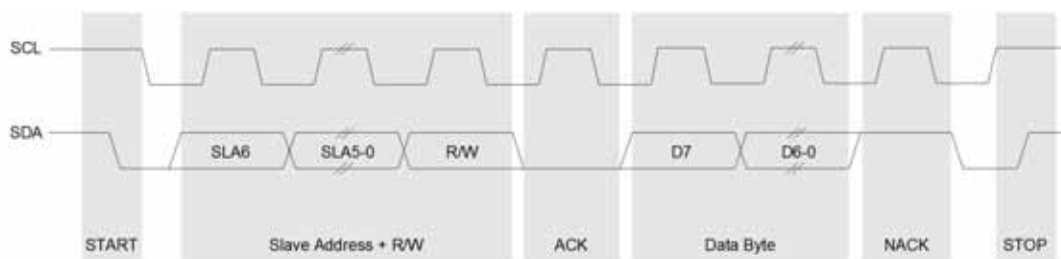 SCL
SDA
SLA6 SLA5-0 R/W D7 D6-0
START Slave Address + R/W ACK Data Byte NACK STOP